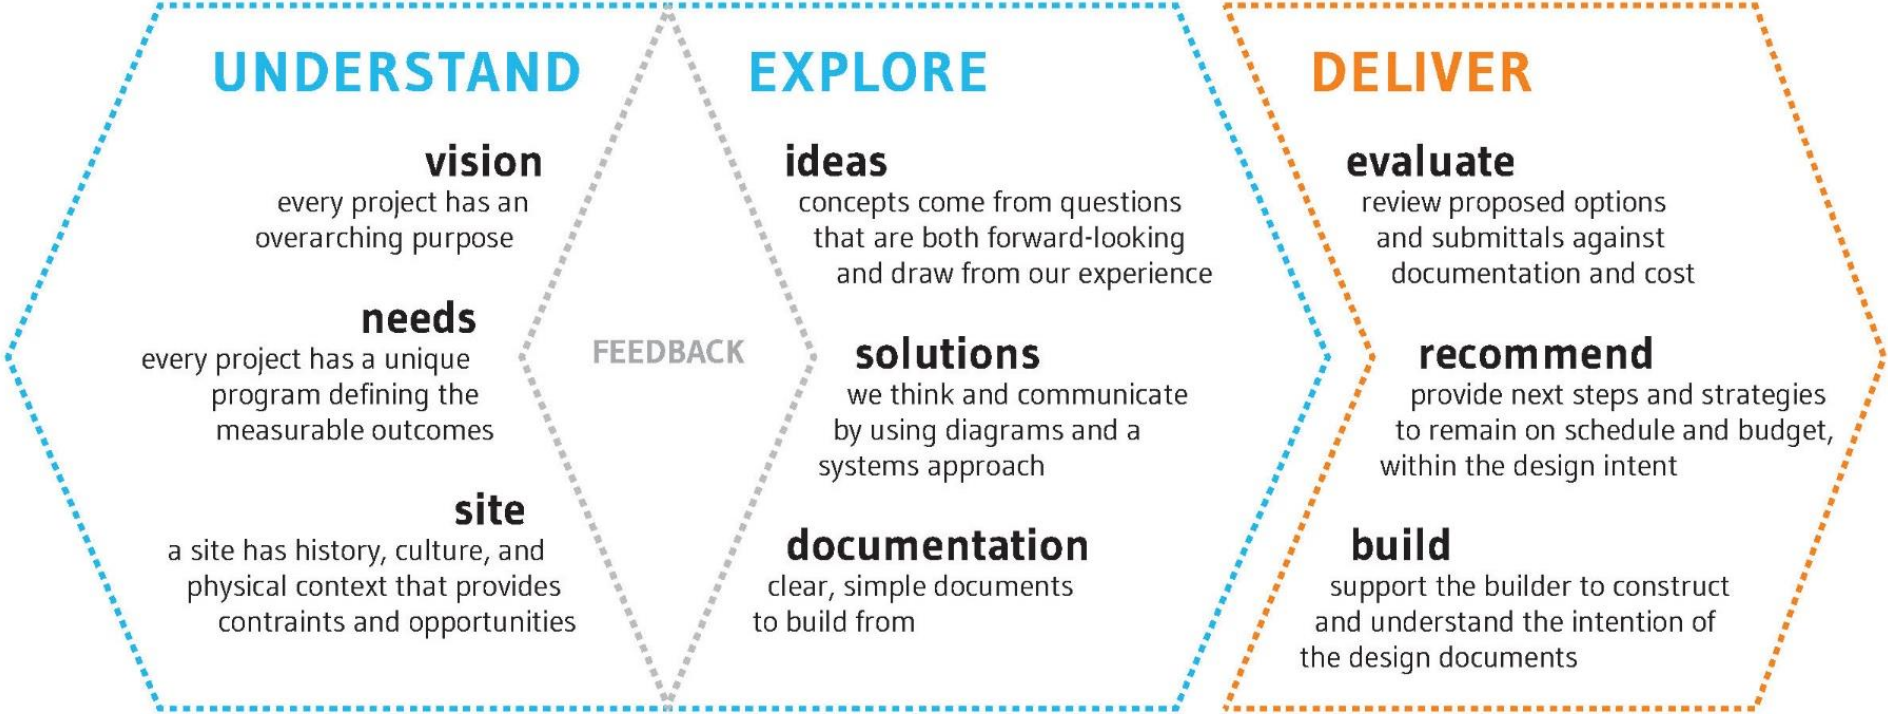 UNDERSTAND
vision
every project has an
overarching purpose
needs
every project has a unique
program defining the
measurable outcomes
site
a site has history, culture, and
physical context that provides
contraints and opportunities
FEEDBACK
EXPLORE
ideas
concepts come from questions
that are both forward-looking
and draw from our experience
solutions
we think and communicate
by using diagrams and a
systems approach
documentation
clear, simple documents
to build from
DELIVER
evaluate
review proposed options
and submittals against
documentation and cost
recommend
provide next steps and strategies
to remain on schedule and budget,
within the design intent
build
support the builder to construct
and understand the intention of
the design documents